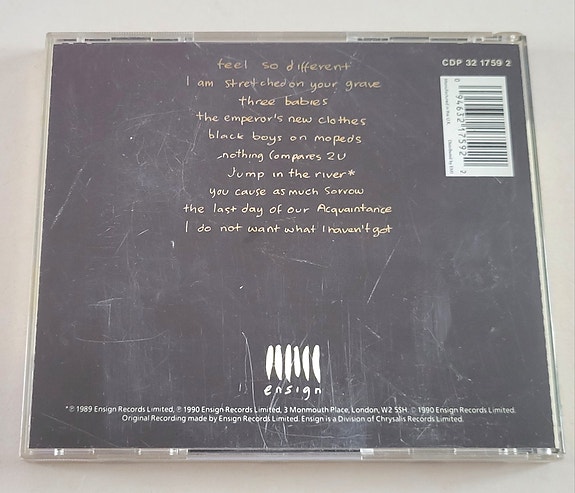 feel so different
I am stretched on your grave
three babies
the emperor's new clothes
black boys on mopeds
nothing compares 2U
Jump in the river*
you cause as much Sorrow
the last day of our Acquaintance
I do not want what I haven't got
CDP 32 1759 2
0 94632 17592 2
ensign
*℗ 1989 Ensign Records Limited, ℗ 1990 Ensign Records Limited, 3 Monmouth Place, London, W2 5SH. © 1990 Ensign Records Limited.
Original Recording made by Ensign Records Limited. Ensign is a Division of Chrysalis Records Limited.